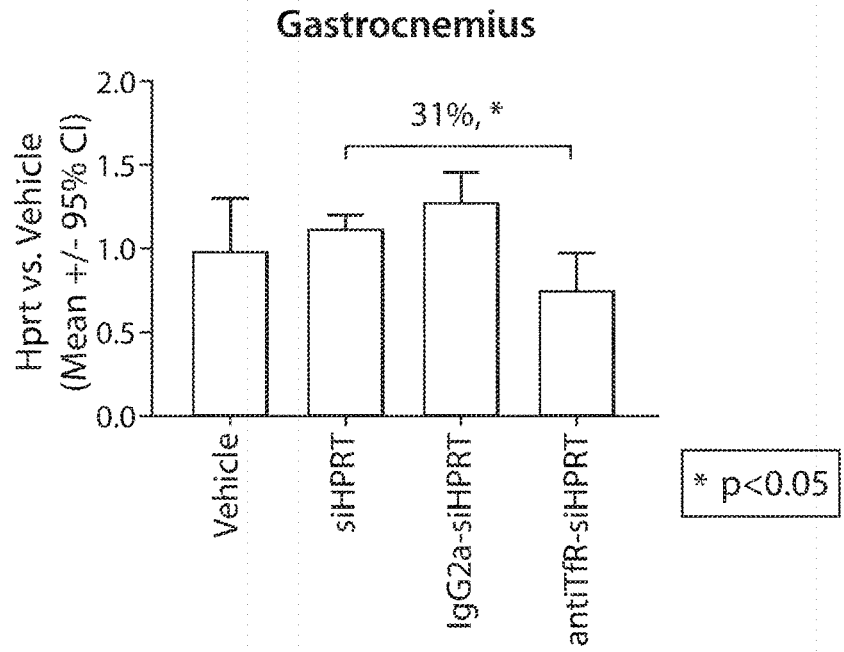 Gastrocnemius
Hprt vs. Vehicle
(Mean +/- 95% CI)
2.0
1.5
1.0
0.5
0.0
31%, *
Vehicle
siHPRT
IgG2a-siHPRT
antiTfR-siHPRT
* p<0.05